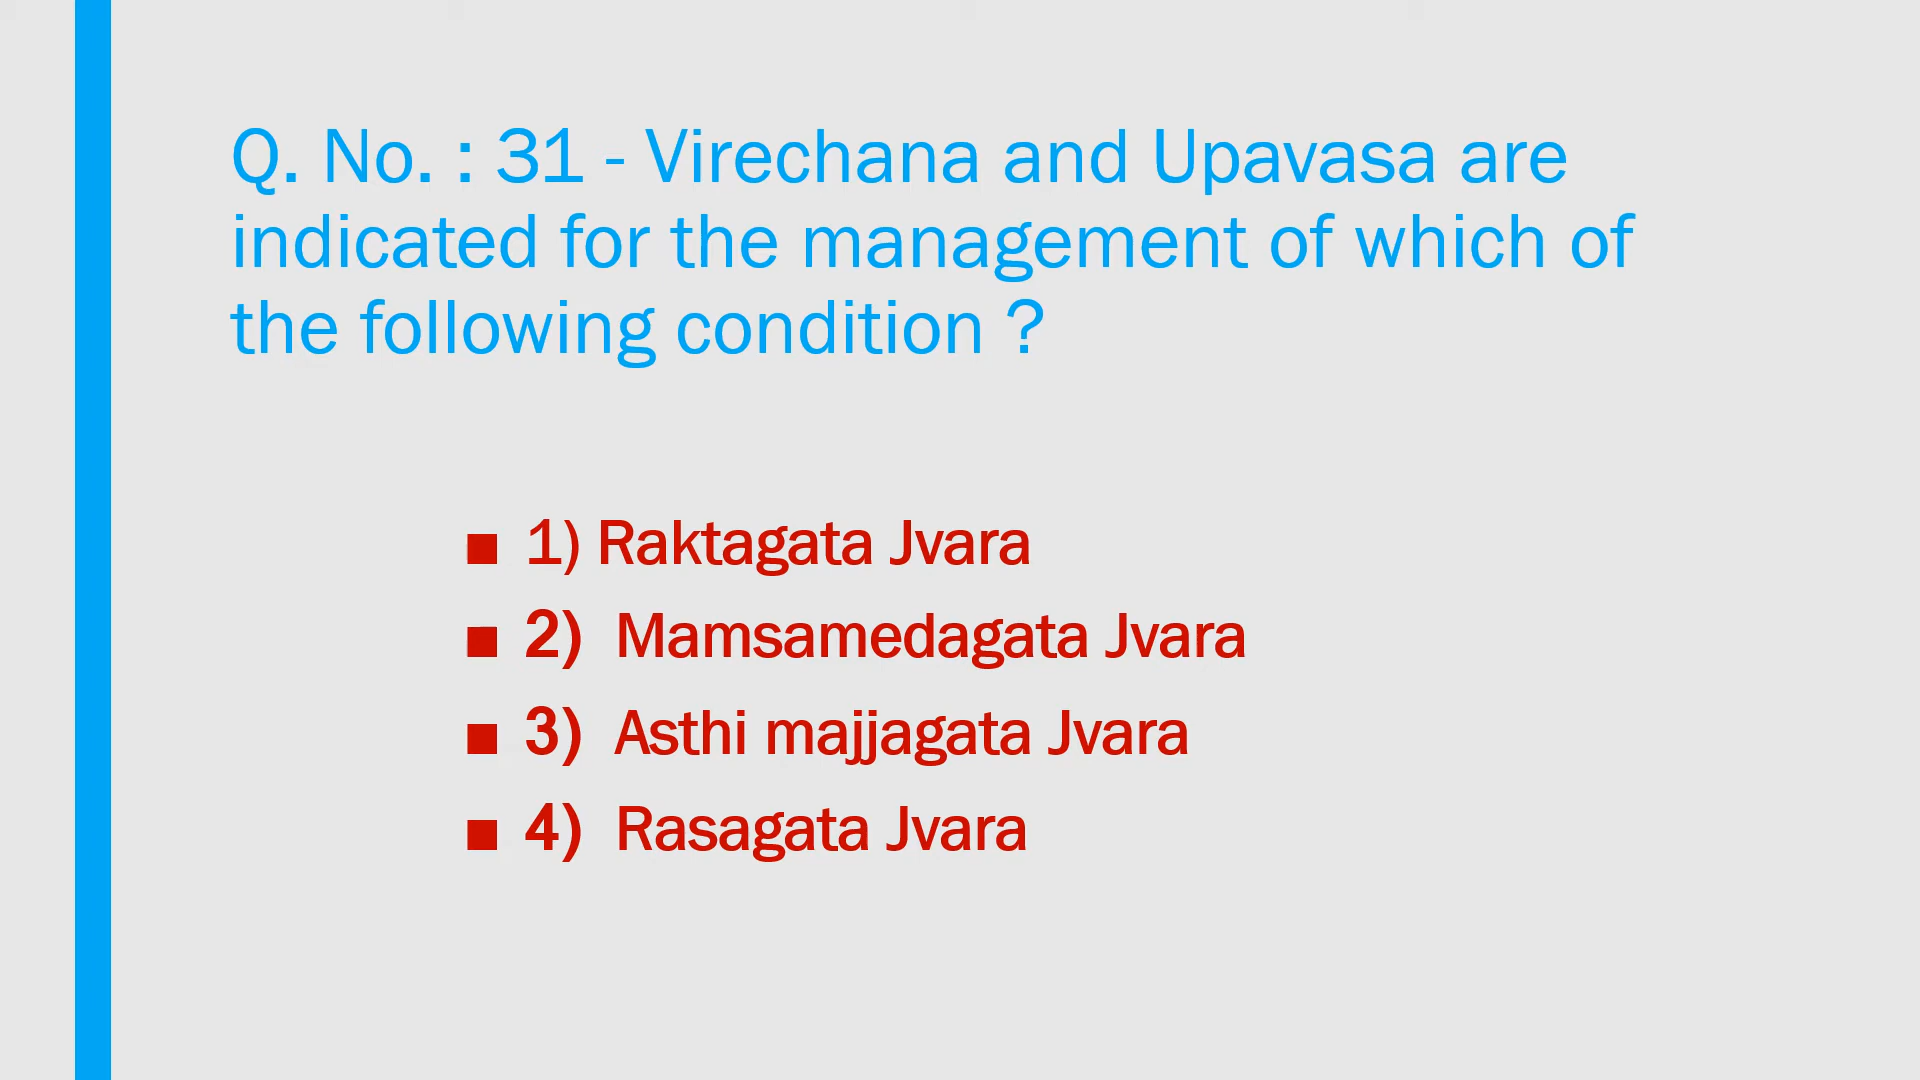 Q. No. : 31 - Virechana and Upavasa are
indicated for the management of which of
the following condition ?
■ 1) Raktagata Jvara
■ 2) Mamsamedagata Jvara
■ 3) Asthi majjagata Jvara
■ 4) Rasagata Jvara